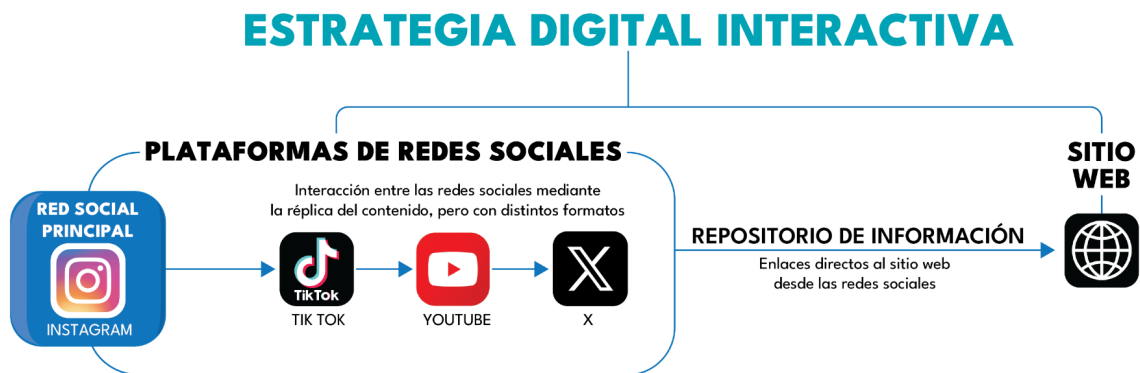 ESTRATEGIA DIGITAL INTERACTIVA
PLATAFORMAS DE REDES SOCIALES
SITIO
WEB
Interacción entre las redes sociales mediante
la réplica del contenido, pero con distintos formatos
RED SOCIAL
PRINCIPAL
INSTAGRAM
TikTok
TIK TOK
YOUTUBE
X
REPOSITORIO DE INFORMACIÓN
Enlaces directos al sitio web
desde las redes sociales